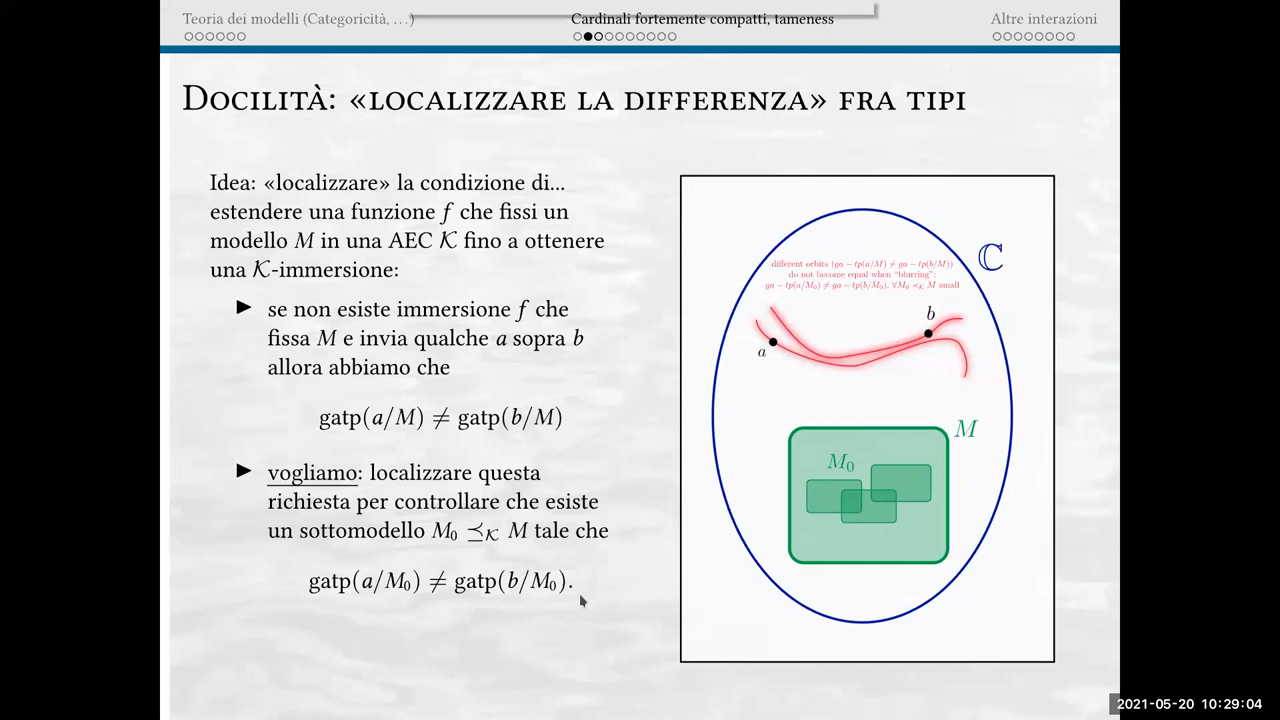 Teoria dei modelli (Categoricità, …)
Cardinali fortemente compatti, tameness
Altre interazioni
Docilità: «localizzare la differenza» fra tipi
Idea: «localizzare» la condizione di...
estendere una funzione f che fissi un
modello M in una AEC 𝒦 fino a ottenere
una 𝒦-immersione:
► se non esiste immersione f che
fissa M e invia qualche a sopra b
allora abbiamo che
gatp(a/M) ≠ gatp(b/M)
► vogliamo: localizzare questa
richiesta per controllare che esiste
un sottomodello M₀ ⪯𝒦 M tale che
gatp(a/M₀) ≠ gatp(b/M₀).
ℂ
different orbits (ga − tp(a/M) ≠ ga − tp(b/M))
do not become equal when “blurring”:
ga − tp(a/M₀) ≠ ga − tp(b/M₀), ∀M₀ ≺𝒦 M small
b
a
M
M₀
2021-05-20 10:29:04